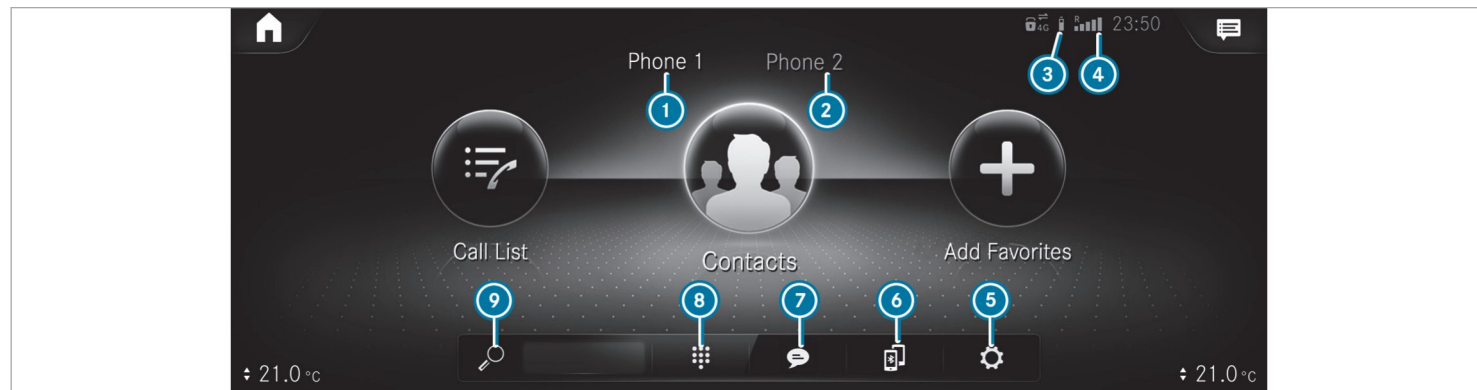 4G R 23:50
3 4
Phone 1 Phone 2
1 2
Call List Contacts Add Favorites
9 8 7 6 5
21.0 °C 21.0 °C